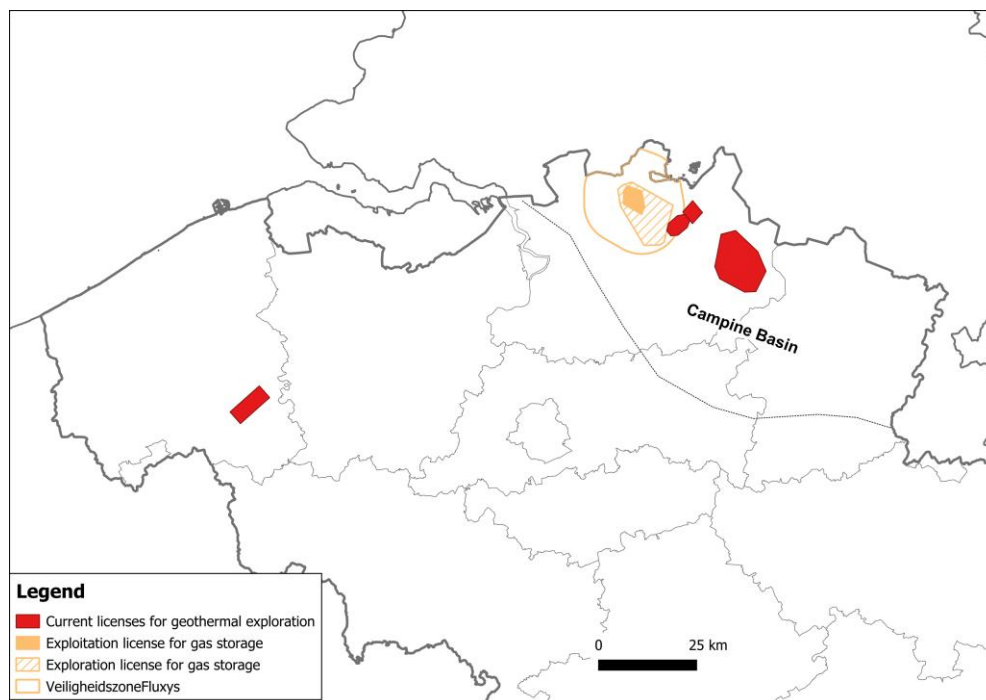 Campine Basin
Legend
Current licenses for geothermal exploration
Exploitation license for gas storage
Exploration license for gas storage
VeiligheidszoneFluxys
0 25 km